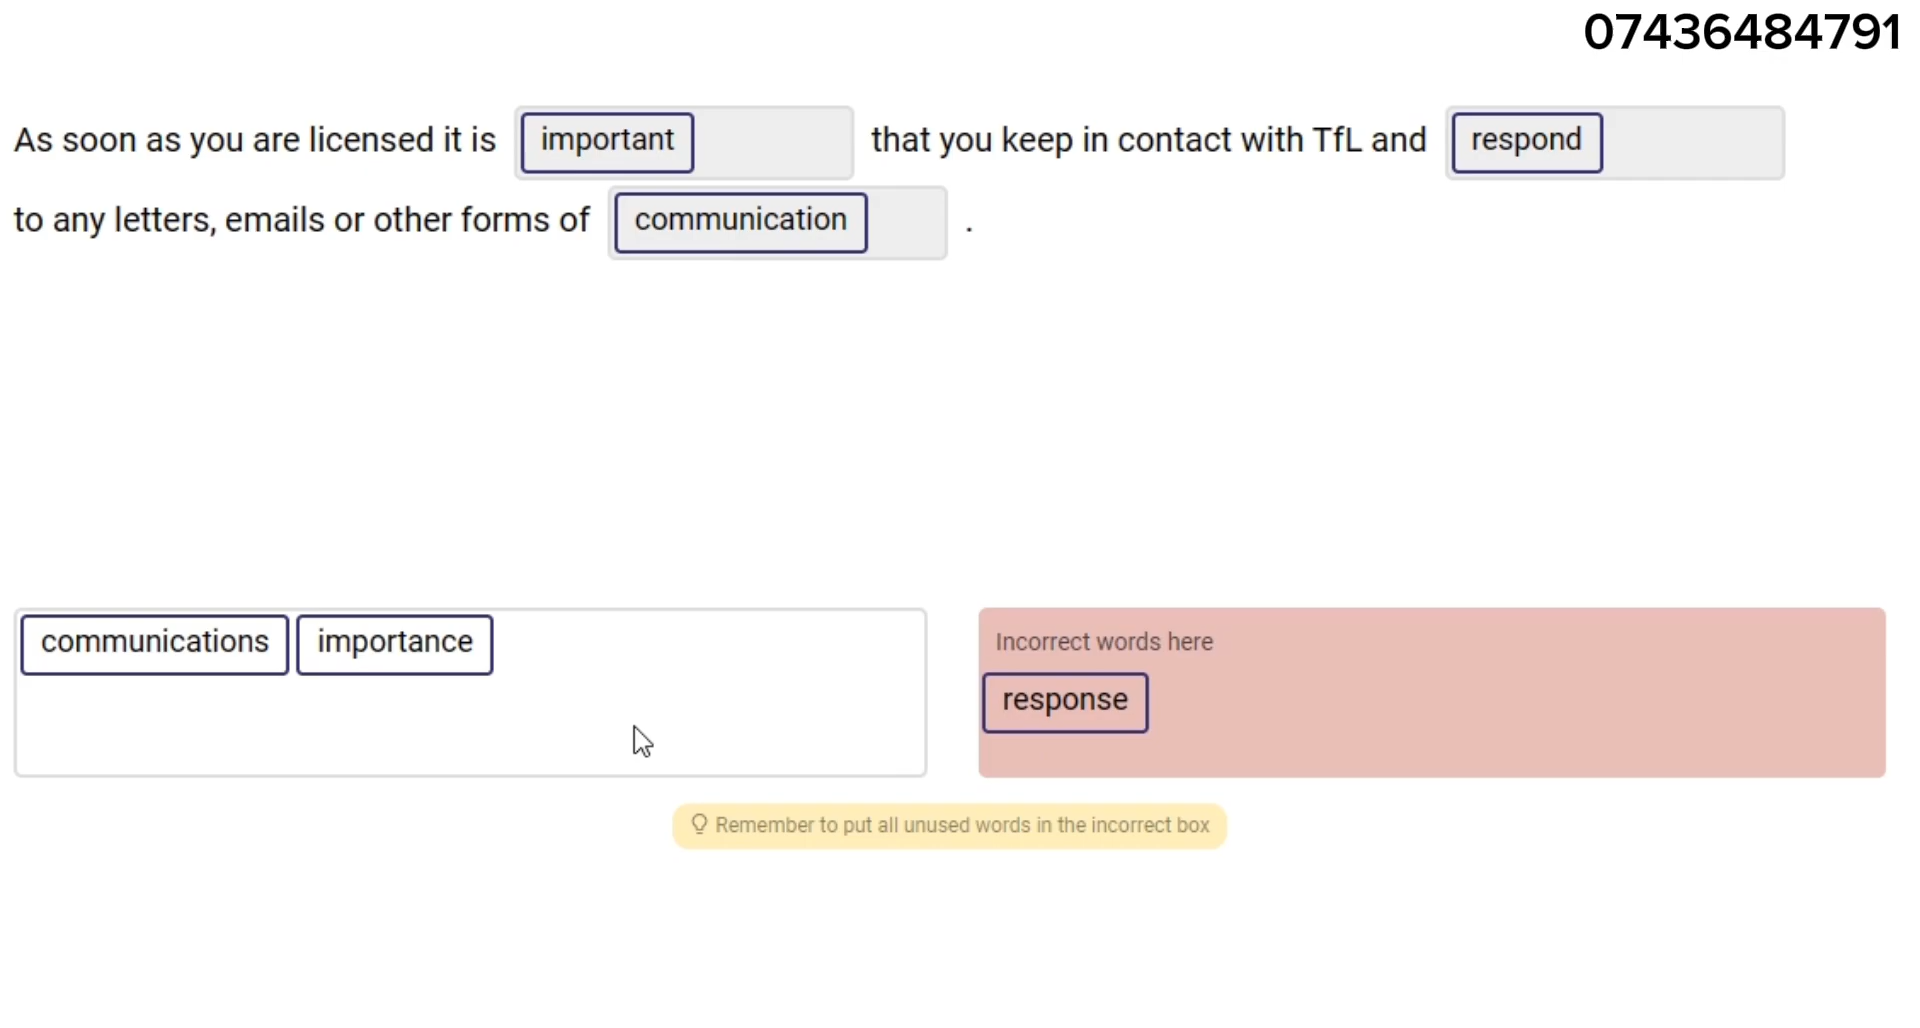 07436484791
As soon as you are licensed it is important that you keep in contact with TfL and respond
to any letters, emails or other forms of communication .
communications importance
Incorrect words here
response
Remember to put all unused words in the incorrect box